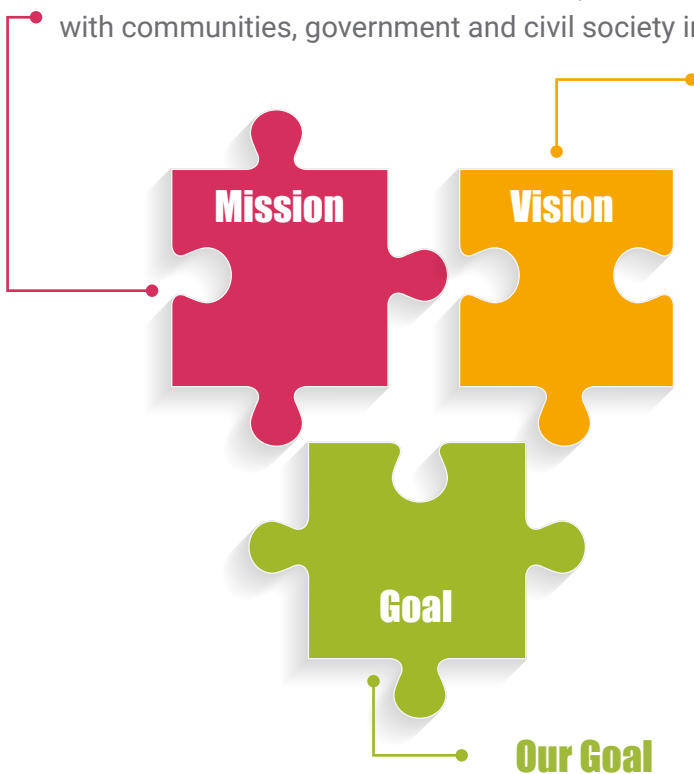 with communities, government and civil society
Mission
Vision
Goal
Our Goal